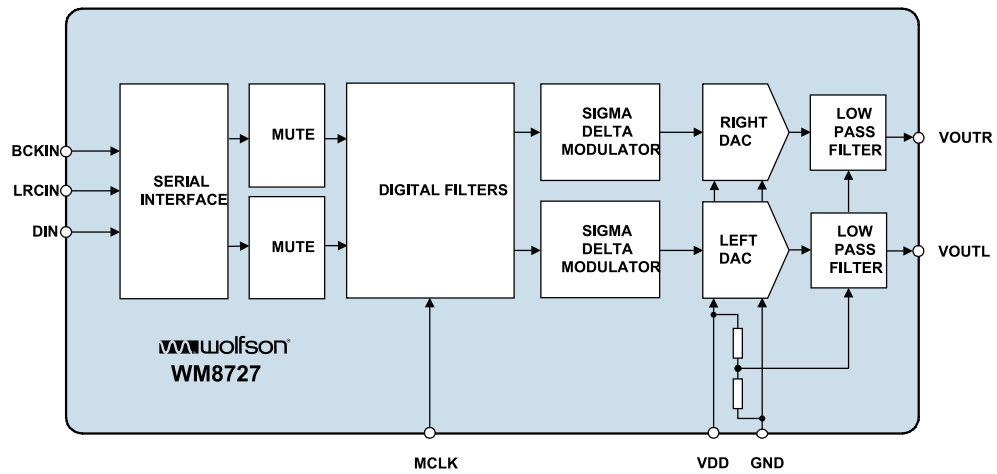 BCKIN
LRCIN
DIN
SERIAL
INTERFACE
MUTE
MUTE
DIGITAL FILTERS
SIGMA
DELTA
MODULATOR
SIGMA
DELTA
MODULATOR
RIGHT
DAC
LEFT
DAC
LOW
PASS
FILTER
LOW
PASS
FILTER
VOUTR
VOUTL
wolfson®
WM8727
MCLK
VDD
GND